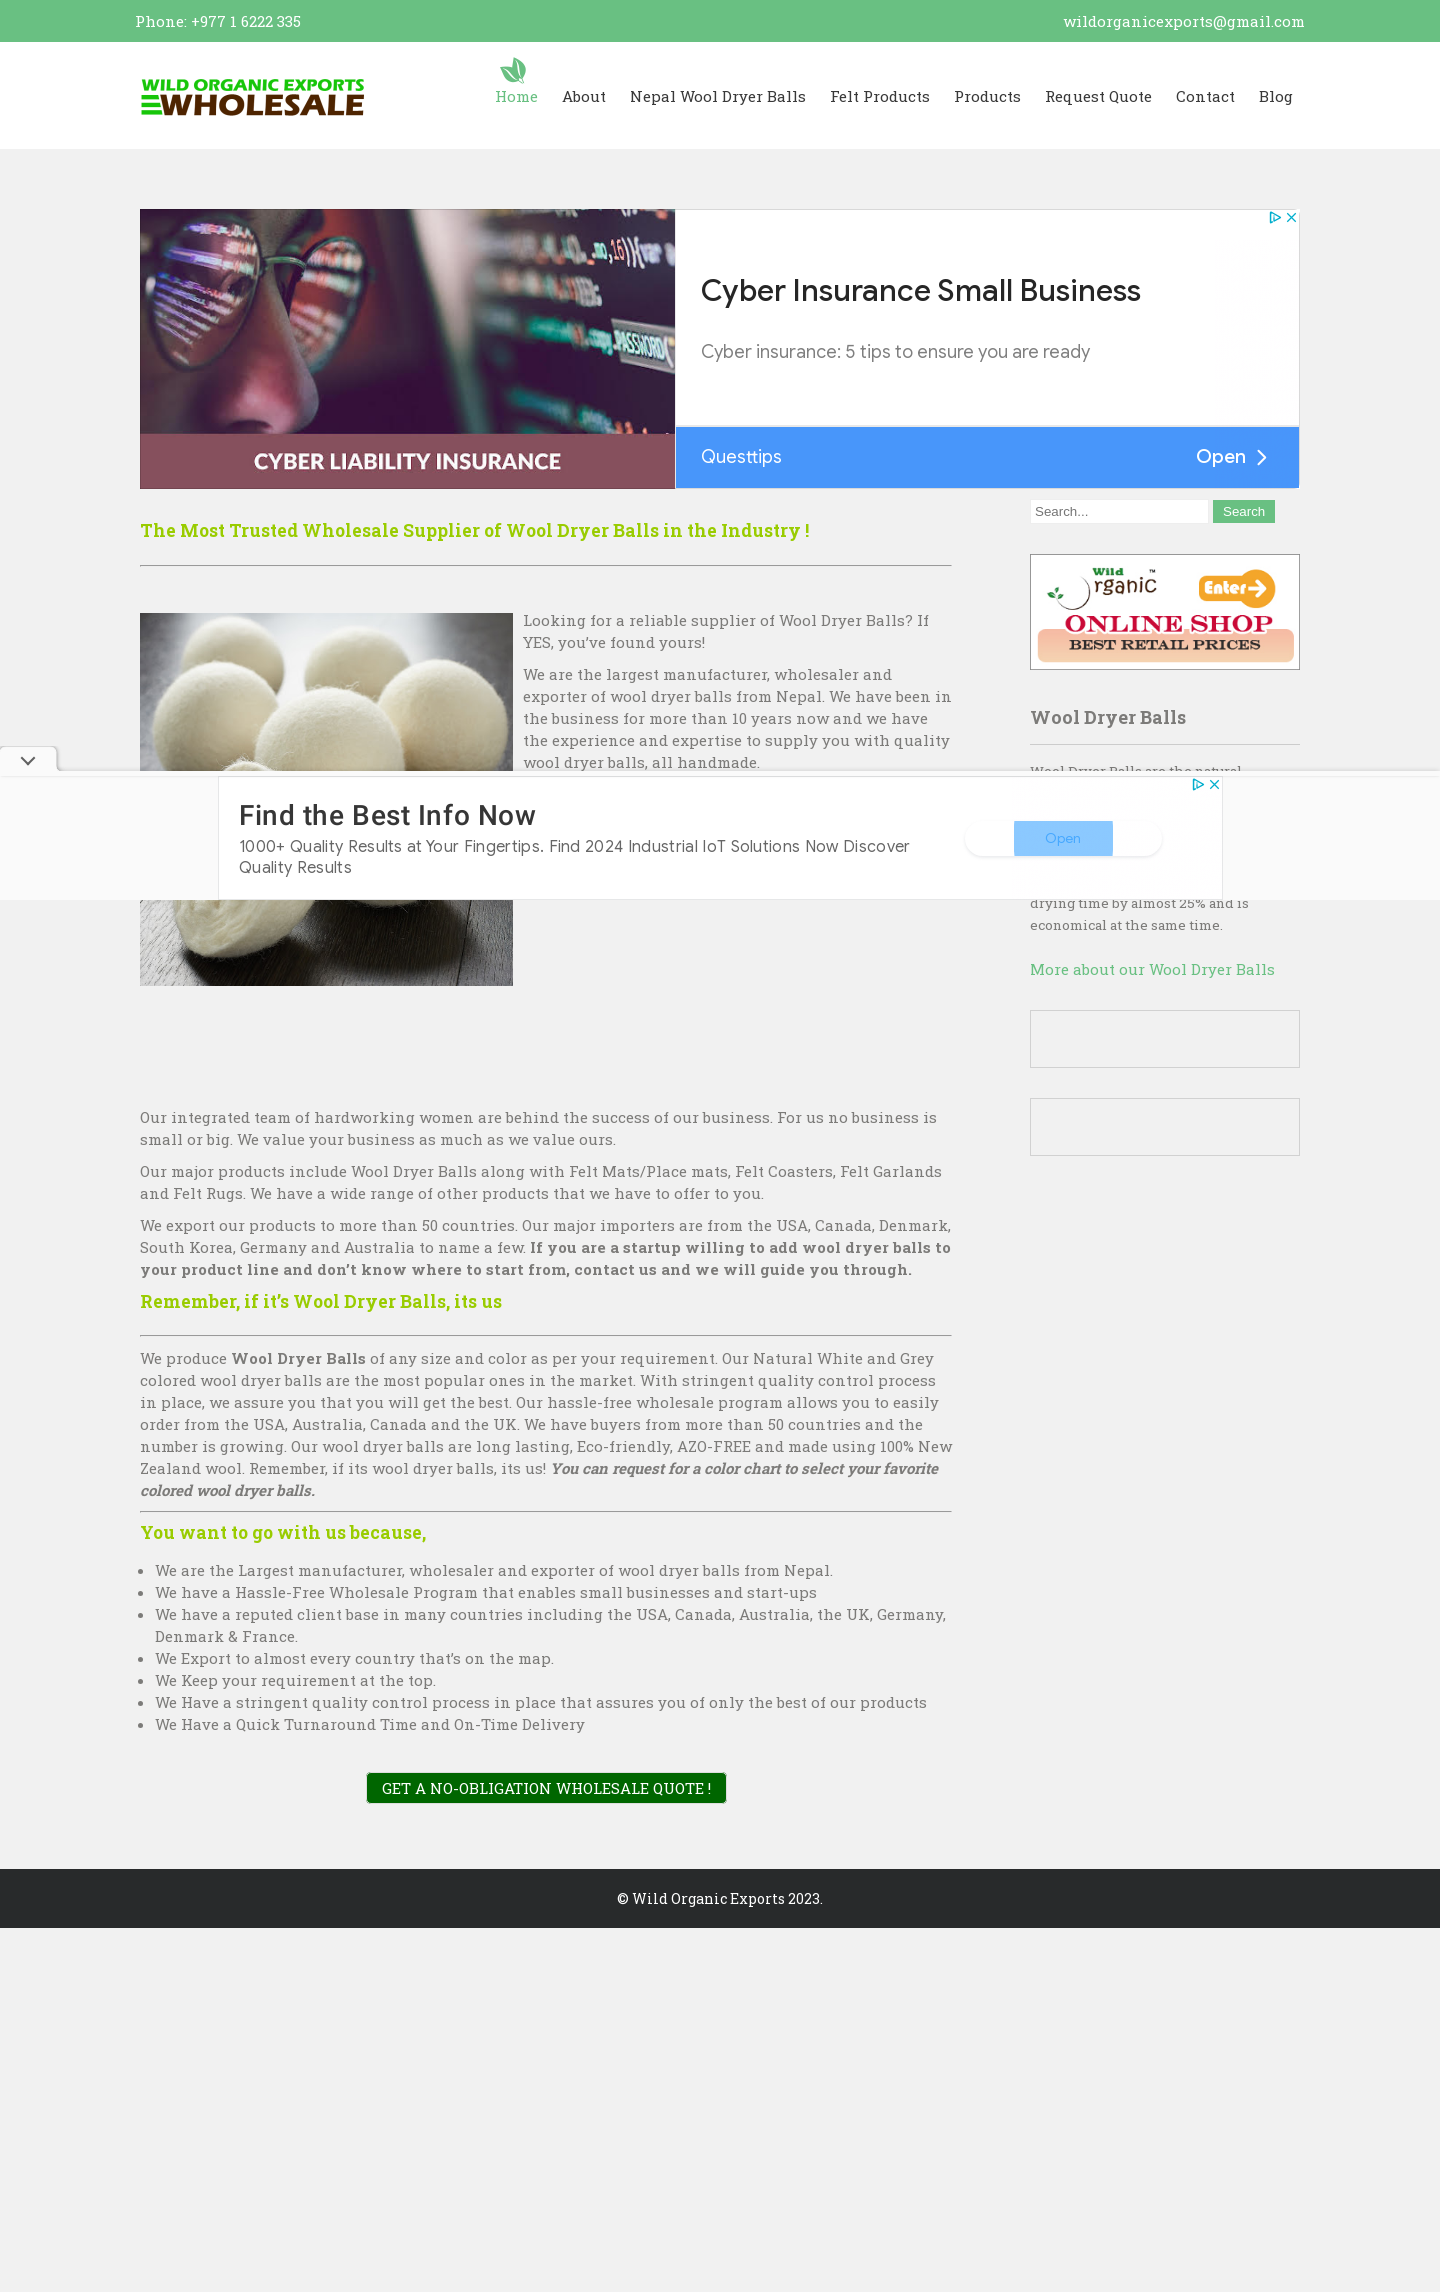 Phone: +977 1 6222 335
wildorganicexports@gmail.com
WILD ORGANIC EXPORTS
WHOLESALE
Home
About
Nepal Wool Dryer Balls
Felt Products
Products
Request Quote
Contact
Blog
PASSWORD
CYBER LIABILITY INSURANCE
Cyber Insurance Small Business
Cyber insurance: 5 tips to ensure you are ready
Questtips
Open
The Most Trusted Wholesale Supplier of Wool Dryer Balls in the Industry !
Looking for a reliable supplier of Wool Dryer Balls? If
YES, you’ve found yours!
We are the largest manufacturer, wholesaler and
exporter of wool dryer balls from Nepal. We have been in
the business for more than 10 years now and we have
the experience and expertise to supply you with quality
wool dryer balls, all handmade.
Search...
Search
Wild
Organic™
Enter
ONLINE SHOP
BEST RETAIL PRICES
Wool Dryer Balls
Wool Dryer Balls are the natural
Find the Best Info Now
1000+ Quality Results at Your Fingertips. Find 2024 Industrial IoT Solutions Now Discover
Quality Results
Open
drying time by almost 25% and is
economical at the same time.
More about our Wool Dryer Balls
Our integrated team of hardworking women are behind the success of our business. For us no business is
small or big. We value your business as much as we value ours.
Our major products include Wool Dryer Balls along with Felt Mats/Place mats, Felt Coasters, Felt Garlands
and Felt Rugs. We have a wide range of other products that we have to offer to you.
We export our products to more than 50 countries. Our major importers are from the USA, Canada, Denmark,
South Korea, Germany and Australia to name a few. If you are a startup willing to add wool dryer balls to
your product line and don’t know where to start from, contact us and we will guide you through.
Remember, if it’s Wool Dryer Balls, its us
We produce Wool Dryer Balls of any size and color as per your requirement. Our Natural White and Grey
colored wool dryer balls are the most popular ones in the market. With stringent quality control process
in place, we assure you that you will get the best. Our hassle-free wholesale program allows you to easily
order from the USA, Australia, Canada and the UK. We have buyers from more than 50 countries and the
number is growing. Our wool dryer balls are long lasting, Eco-friendly, AZO-FREE and made using 100% New
Zealand wool. Remember, if its wool dryer balls, its us! You can request for a color chart to select your favorite
colored wool dryer balls.
You want to go with us because,
We are the Largest manufacturer, wholesaler and exporter of wool dryer balls from Nepal.
We have a Hassle-Free Wholesale Program that enables small businesses and start-ups
We have a reputed client base in many countries including the USA, Canada, Australia, the UK, Germany,
Denmark & France.
We Export to almost every country that’s on the map.
We Keep your requirement at the top.
We Have a stringent quality control process in place that assures you of only the best of our products
We Have a Quick Turnaround Time and On-Time Delivery
GET A NO-OBLIGATION WHOLESALE QUOTE !
© Wild Organic Exports 2023.